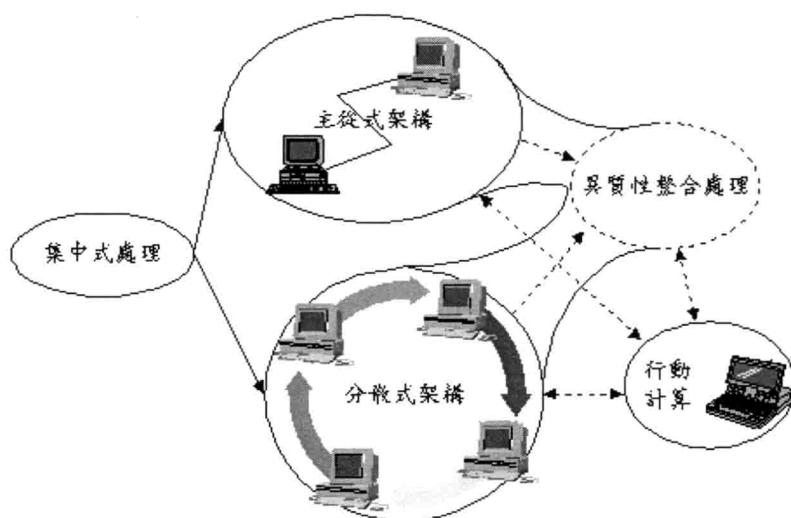 主從式架構
異質性整合處理
集中式處理
分散式架構
行動
計算